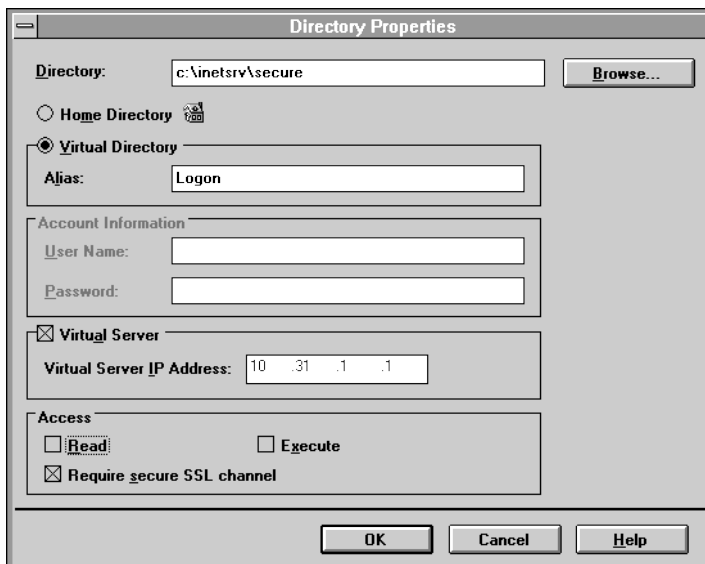 Directory Properties
Directory: c:\inetsrv\secure Browse...
Home Directory
Virtual Directory
Alias: Logon
Account Information
User Name:
Password:
Virtual Server
Virtual Server IP Address: 10 .31 .1 .1
Access
Read Execute
Require secure SSL channel
OK Cancel Help